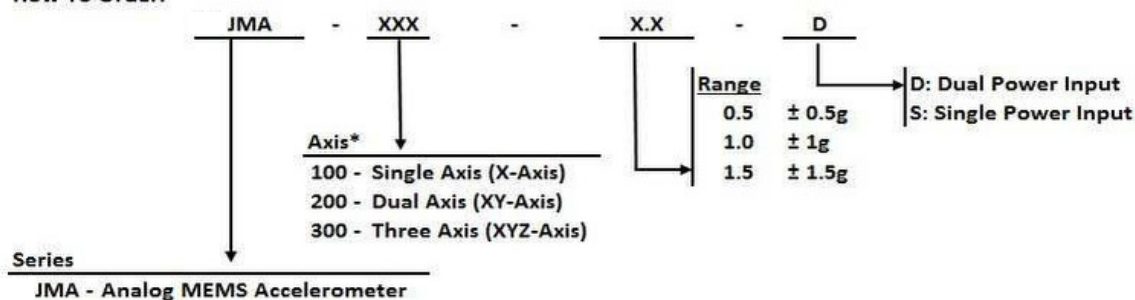 JMA - XXX - X.X - D
Range
D: Dual Power Input
0.5 ± 0.5g
S: Single Power Input
1.0 ± 1g
1.5 ± 1.5g
Axis*
100 - Single Axis (X-Axis)
200 - Dual Axis (XY-Axis)
300 - Three Axis (XYZ-Axis)
Series
JMA - Analog MEMS Accelerometer